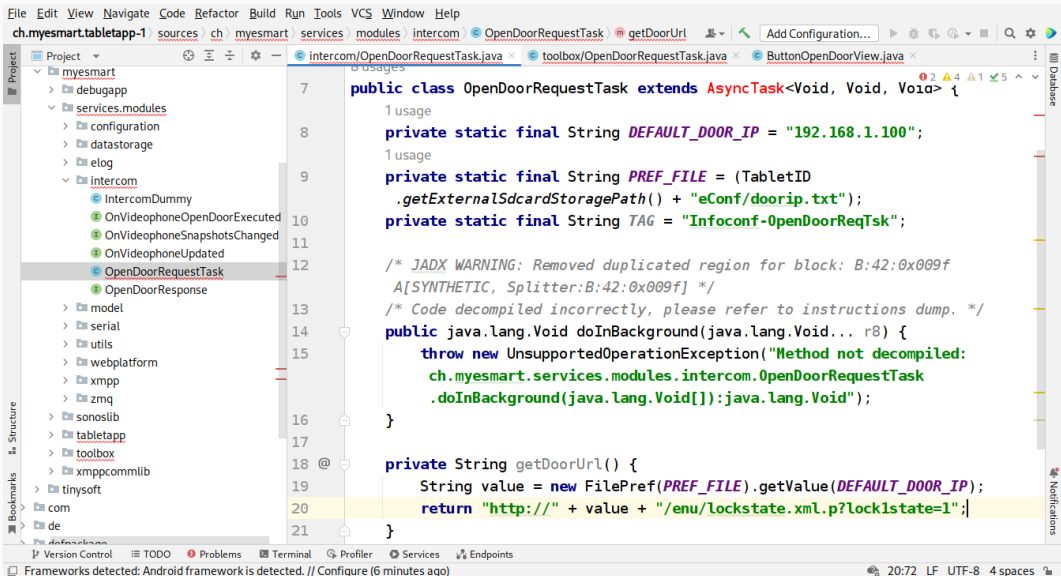 File Edit View Navigate Code Refactor Build Run Tools VCS Window Help
ch.myesmart.tabletapp-1 sources ch myesmart services modules intercom OpenDoorRequestTask getDoorUrl Add Configuration...
Project
intercom/OpenDoorRequestTask.java toolbox/OpenDoorRequestTask.java ButtonOpenDoorView.java
Project
Structure
Bookmarks
Database
Notifications
myesmart
debugapp
services.modules
configuration
datastorage
elog
intercom
IntercomDummy
OnVideophoneOpenDoorExecuted
OnVideophoneSnapshotsChanged
OnVideophoneUpdated
OpenDoorRequestTask
OpenDoorResponse
model
serial
utils
webplatform
xmpp
zmq
sonoslib
tabletapp
toolbox
xmppcommlib
tinysoft
com
de
defpackage
2 4 1 5
7 public class OpenDoorRequestTask extends AsyncTask<Void, Void, Void> {
1 usage
8 private static final String DEFAULT_DOOR_IP = "192.168.1.100";
1 usage
9 private static final String PREF_FILE = (TabletID
.getExternalSdcardStoragePath() + "eConf/doorip.txt");
10 private static final String TAG = "Infoconf-OpenDoorReqTsk";
11
12 /* JADX WARNING: Removed duplicated region for block: B:42:0x009f
A[SYNTHETIC, Splitter:B:42:0x009f] */
13 /* Code decompiled incorrectly, please refer to instructions dump. */
14 public java.lang.Void doInBackground(java.lang.Void... r8) {
15 throw new UnsupportedOperationException("Method not decompiled:
ch.myesmart.services.modules.intercom.OpenDoorRequestTask
.doInBackground(java.lang.Void[]):java.lang.Void");
16 }
17
18 @ private String getDoorUrl() {
19 String value = new FilePref(PREF_FILE).getValue(DEFAULT_DOOR_IP);
20 return "http://" + value + "/enu/lockstate.xml.p?lock1state=1";
21 }
Version Control TODO Problems Terminal Profiler Services Endpoints
Frameworks detected: Android framework is detected. // Configure (6 minutes ago) 20:72 LF UTF-8 4 spaces